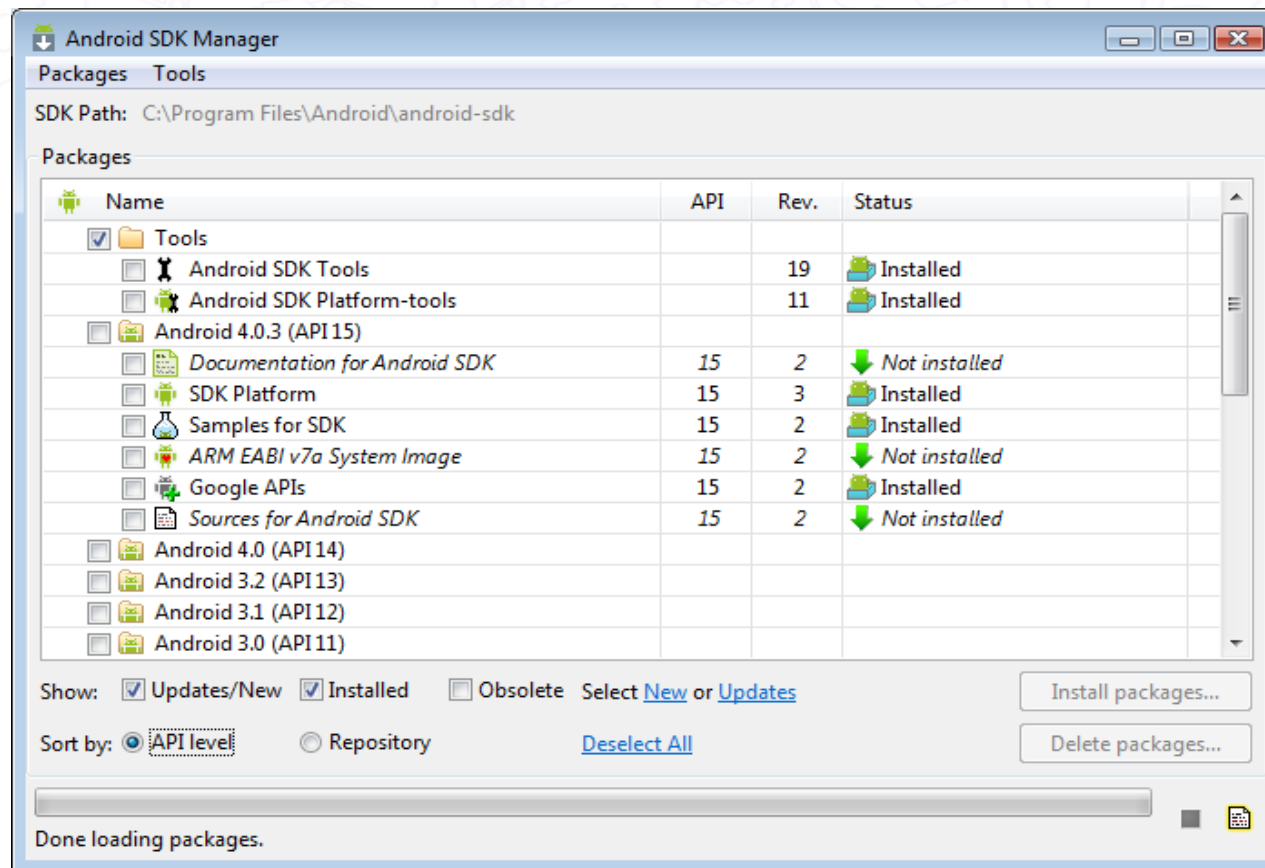 Android SDK Manager
Packages Tools
SDK Path: C:\Program Files\Android\android-sdk
Packages
Name API Rev. Status
Tools
Android SDK Tools 19 Installed
Android SDK Platform-tools 11 Installed
Android 4.0.3 (API 15)
Documentation for Android SDK 15 2 Not installed
SDK Platform 15 3 Installed
Samples for SDK 15 2 Installed
ARM EABI v7a System Image 15 2 Not installed
Google APIs 15 2 Installed
Sources for Android SDK 15 2 Not installed
Android 4.0 (API 14)
Android 3.2 (API 13)
Android 3.1 (API 12)
Android 3.0 (API 11)
Show: Updates/New Installed Obsolete Select New or Updates Install packages...
Sort by: API level Repository Deselect All Delete packages...
Done loading packages.